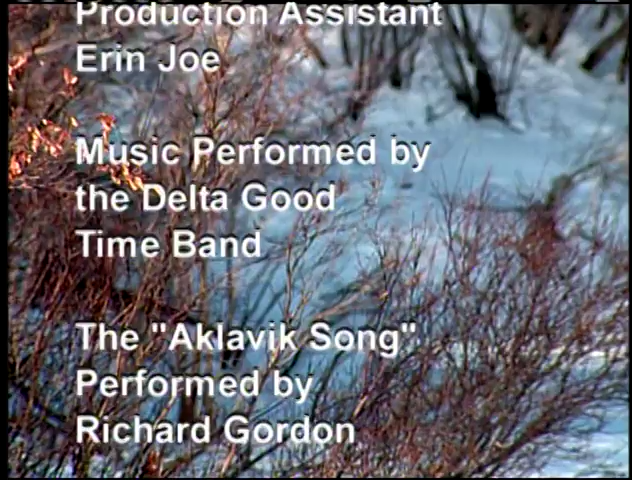 Production Assistant
Erin Joe
Music Performed by
the Delta Good
Time Band
The "Aklavik Song"
Performed by
Richard Gordon